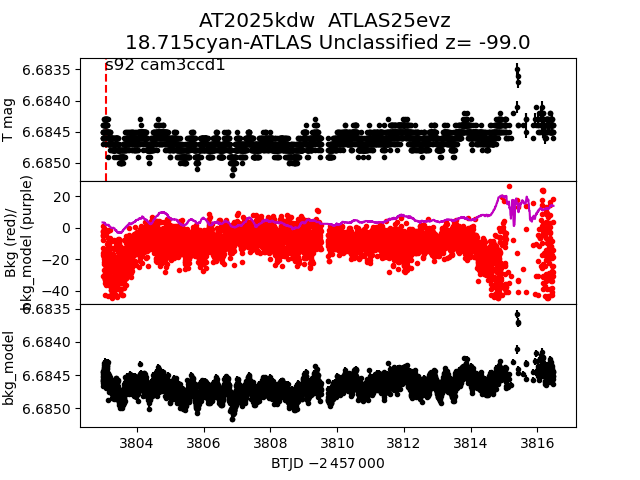 AT2025kdw  ATLAS25evz
18.715cyan-ATLAS Unclassified z= -99.0
s92 cam3ccd1
T mag
6.6835
6.6840
6.6845
6.6850
Bkg (red)/
bkg_model (purple)
20
0
−20
−40
bkg_model
6.6835
6.6840
6.6845
6.6850
3804 3806 3808 3810 3812 3814 3816
BTJD −2 457 000